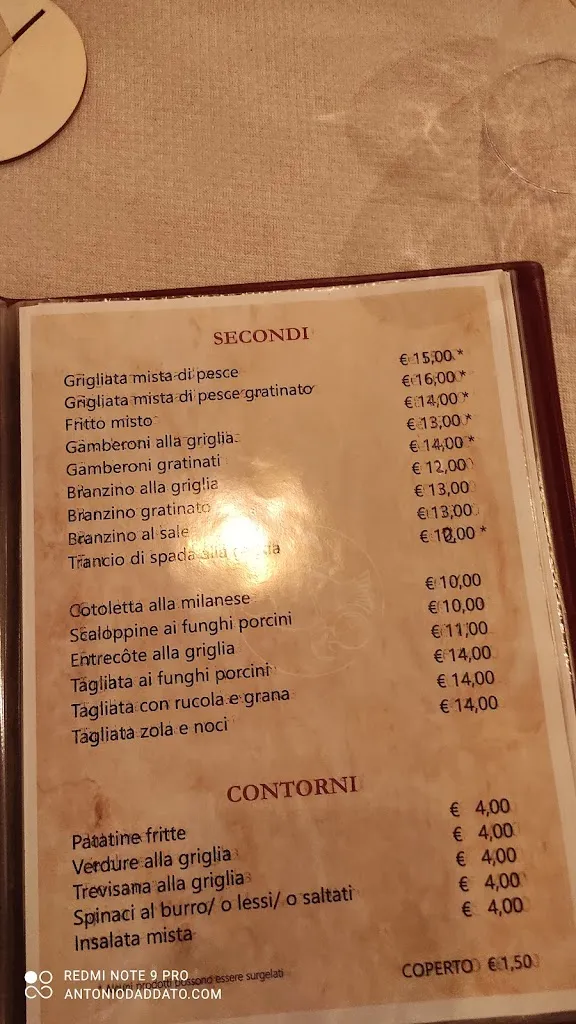 SECONDI
Grigliata mista di pesce € 15,00 *
Grigliata mista di pesce gratinato € 16,00 *
Fritto misto € 14,00 *
Gamberoni alla griglia € 13,00 *
Gamberoni gratinati € 14,00 *
Branzino alla griglia € 12,00
Branzino gratinato € 13,00
Branzino al sale € 13,00
Trancio di spada alla € *
Cotoletta alla milanese € 10,00
Scaloppine ai funghi porcini € 10,00
Entrecôte alla griglia € 11,00
Tagliata ai funghi porcini € 14,00
Tagliata con rucola e grana € 14,00
Tagliata zola e noci € 14,00
CONTORNI
Patatine fritte € 4,00
Verdure alla griglia € 4,00
Trevisana alla griglia € 4,00
Spinaci al burro/ o lessi/ o saltati € 4,00
Insalata mista € 4,00
* prodotti possono essere surgelati
COPERTO € 1,50
REDMI NOTE 9 PRO
ANTONIODADDATO.COM